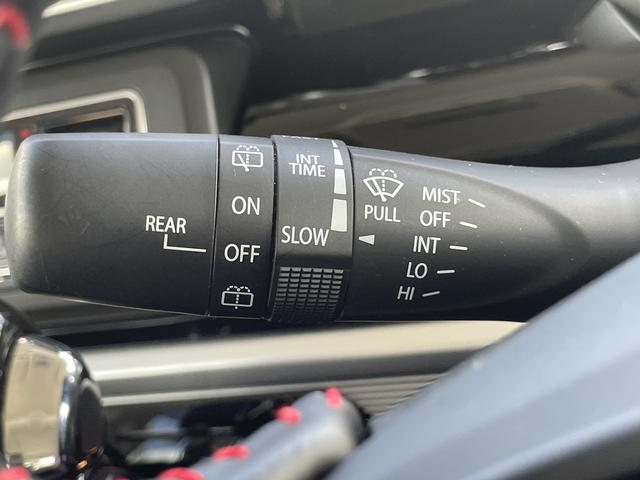 REAR
ON
OFF
INT
TIME
SLOW
PULL
MIST
OFF
INT
LO
HI